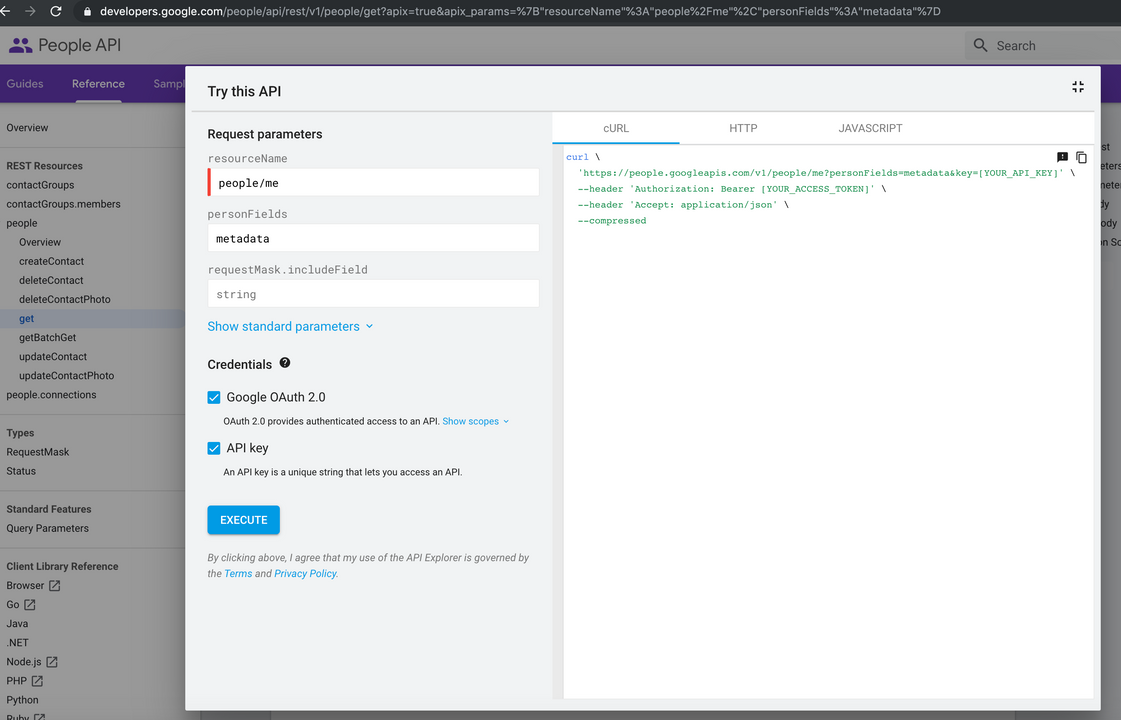 developers.google.com/people/api/rest/v1/people/get?apix=true&apix_params=%7B"resourceName"%3A"people%2Fme"%2C"personFields"%3A"metadata"%7D
People API
Search
Guides
Reference
Sampl
Overview
REST Resources
contactGroups
contactGroups.members
people
Overview
createContact
deleteContact
deleteContactPhoto
get
getBatchGet
updateContact
updateContactPhoto
people.connections
Types
RequestMask
Status
Standard Features
Query Parameters
Client Library Reference
Browser
Go
Java
.NET
Node.js
PHP
Python
Ruby
Try this API
Request parameters
resourceName
people/me
personFields
metadata
requestMask.includeField
string
Show standard parameters
Credentials
Google OAuth 2.0
OAuth 2.0 provides authenticated access to an API. Show scopes
API key
An API key is a unique string that lets you access an API.
EXECUTE
By clicking above, I agree that my use of the API Explorer is governed by
the Terms and Privacy Policy.
cURL
HTTP
JAVASCRIPT
curl \
'https://people.googleapis.com/v1/people/me?personFields=metadata&key=[YOUR_API_KEY]' \
--header 'Authorization: Bearer [YOUR_ACCESS_TOKEN]' \
--header 'Accept: application/json' \
--compressed